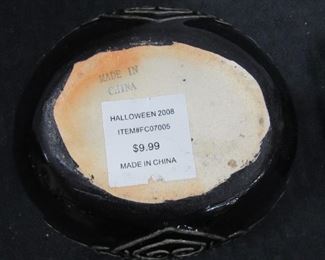 MADE IN
CHINA
HALLOWEEN 2008
ITEM#FC07005
$9.99
MADE IN CHINA